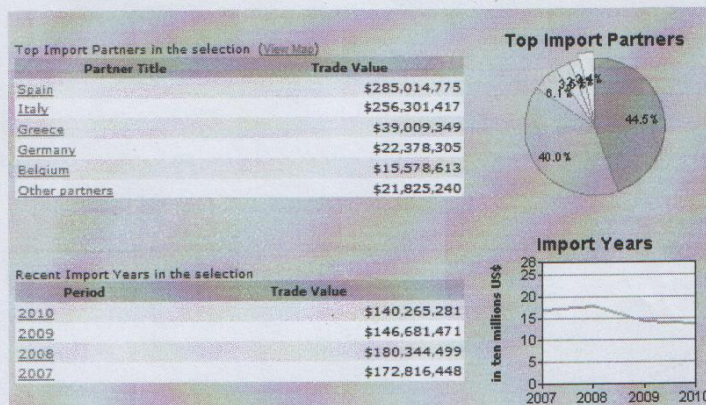 Top Import Partners in the selection (View Map)
Partner Title Trade Value
Spain $285,014,775
Italy $256,301,417
Greece $39,009,349
Germany $22,378,305
Belgium $15,578,613
Other partners $21,825,240
Top Import Partners
6.1%
44.5%
40.0%
Recent Import Years in the selection
Period Trade Value
2010 $140,265,281
2009 $146,681,471
2008 $180,344,499
2007 $172,816,448
Import Years
in ten millions US$
28
25
20
15
10
5
0
2007 2008 2009 2010